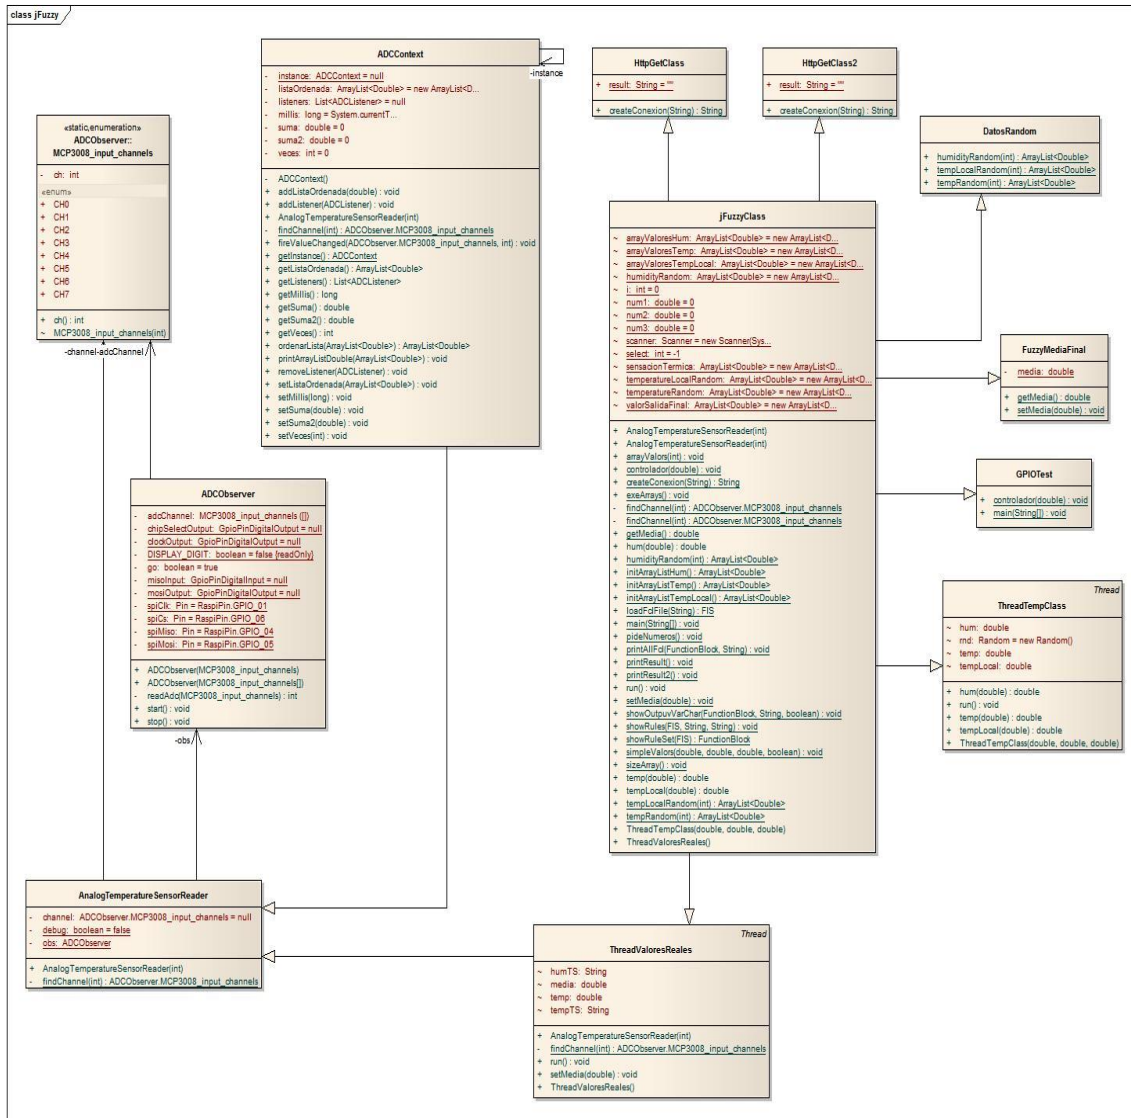 class jFuzzy
ADCContext
- instance: ADCContext = null
- listaOrdenada: ArrayList<Double> = new ArrayList<D...
- listeners: List<ADCListener> = null
- millis: long = System.currentT...
- suma: double = 0
- suma2: double = 0
- veces: int = 0
- ADCContext()
+ addListaOrdenada(double) : void
+ addListener(ADCListener) : void
+ AnalogTemperatureSensorReader(int)
- findChannel(int) : ADCObserver.MCP3008_input_channels
+ fireValueChanged(ADCObserver.MCP3008_input_channels, int) : void
+ getInstance() : ADCContext
+ getListaOrdenada() : ArrayList<Double>
+ getListeners() : List<ADCListener>
+ getMillis() : long
+ getSuma() : double
+ getSuma2() : double
+ getVeces() : int
+ ordenarLista(ArrayList<Double>) : ArrayList<Double>
+ printArrayListDouble(ArrayList<Double>) : void
+ removeListener(ADCListener) : void
+ setListaOrdenada(ArrayList<Double>) : void
+ setMillis(long) : void
+ setSuma(double) : void
+ setSuma2(double) : void
+ setVeces(int) : void
-instance
HttpGetClass
+ result: String = ""
+ createConexion(String) : String
HttpGetClass2
+ result: String = ""
+ createConexion(String) : String
«static,enumeration»
ADCObserver::
MCP3008_input_channels
- ch: int
«enum»
+ CH0
+ CH1
+ CH2
+ CH3
+ CH4
+ CH5
+ CH6
+ CH7
+ ch() : int
~ MCP3008_input_channels(int)
-channel
-adcChannel
DatosRandom
+ humidityRandom(int) : ArrayList<Double>
+ tempLocalRandom(int) : ArrayList<Double>
+ tempRandom(int) : ArrayList<Double>
jFuzzyClass
~ arrayValoresHum: ArrayList<Double> = new ArrayList<D...
~ arrayValoresTemp: ArrayList<Double> = new ArrayList<D...
~ arrayValoresTempLocal: ArrayList<Double> = new ArrayList<D...
~ humidityRandom: ArrayList<Double> = new ArrayList<D...
~ i: int = 0
~ num1: double = 0
~ num2: double = 0
~ num3: double = 0
~ scanner: Scanner = new Scanner(Sys...
~ select: int = -1
~ sensacionTermica: ArrayList<Double> = new ArrayList<D...
~ temperatureLocalRandom: ArrayList<Double> = new ArrayList<D...
~ temperatureRandom: ArrayList<Double> = new ArrayList<D...
~ valorSalidaFinal: ArrayList<Double> = new ArrayList<D...
+ AnalogTemperatureSensorReader(int)
+ AnalogTemperatureSensorReader(int)
+ arrayValors(int) : void
+ controlador(double) : void
+ createConexion(String) : String
+ exeArrays() : void
- findChannel(int) : ADCObserver.MCP3008_input_channels
- findChannel(int) : ADCObserver.MCP3008_input_channels
+ getMedia() : double
+ hum(double) : double
+ humidityRandom(int) : ArrayList<Double>
+ initArrayListHum() : ArrayList<Double>
+ initArrayListTemp() : ArrayList<Double>
+ initArrayListTempLocal() : ArrayList<Double>
+ loadFclFile(String) : FIS
+ main(String[]) : void
+ pideNumeros() : void
+ printAllFcl(FunctionBlock, String) : void
+ printResult() : void
+ printResult2() : void
+ run() : void
+ setMedia(double) : void
+ showOutpuvVarChar(FunctionBlock, String, boolean) : void
+ showRules(FIS, String, String) : void
+ showRuleSet(FIS) : FunctionBlock
+ simpleValors(double, double, double, boolean) : void
+ sizeArray() : void
+ temp(double) : double
+ tempLocal(double) : double
+ tempLocalRandom(int) : ArrayList<Double>
+ tempRandom(int) : ArrayList<Double>
+ ThreadTempClass(double, double, double)
+ ThreadValoresReales()
FuzzyMediaFinal
- media: double
+ getMedia() : double
+ setMedia(double) : void
GPIOTest
+ controlador(double) : void
+ main(String[]) : void
Thread
ThreadTempClass
~ hum: double
~ rnd: Random = new Random()
~ temp: double
~ tempLocal: double
+ hum(double) : double
+ run() : void
+ temp(double) : double
+ tempLocal(double) : double
+ ThreadTempClass(double, double, double)
ADCObserver
- adcChannel: MCP3008_input_channels ([])
- chipSelectOutput: GpioPinDigitalOutput = null
- clockOutput: GpioPinDigitalOutput = null
- DISPLAY_DIGIT: boolean = false {readOnly}
- go: boolean = true
- misoInput: GpioPinDigitalInput = null
- mosiOutput: GpioPinDigitalOutput = null
- spiClk: Pin = RaspiPin.GPIO_01
- spiCs: Pin = RaspiPin.GPIO_06
- spiMiso: Pin = RaspiPin.GPIO_04
- spiMosi: Pin = RaspiPin.GPIO_05
+ ADCObserver(MCP3008_input_channels)
+ ADCObserver(MCP3008_input_channels[])
- readAdc(MCP3008_input_channels) : int
+ start() : void
+ stop() : void
-obs
AnalogTemperatureSensorReader
- channel: ADCObserver.MCP3008_input_channels = null
- debug: boolean = false
- obs: ADCObserver
+ AnalogTemperatureSensorReader(int)
- findChannel(int) : ADCObserver.MCP3008_input_channels
Thread
ThreadValoresReales
~ humTS: String
~ media: double
~ temp: double
~ tempTS: String
+ AnalogTemperatureSensorReader(int)
- findChannel(int) : ADCObserver.MCP3008_input_channels
+ run() : void
+ setMedia(double) : void
+ ThreadValoresReales()